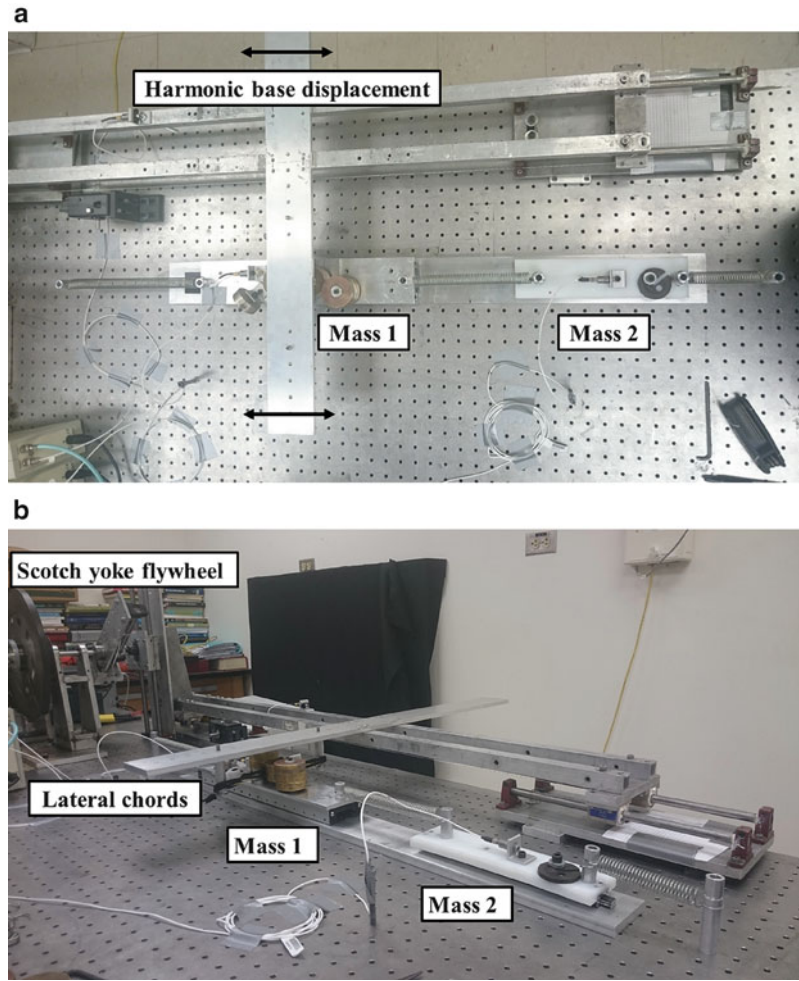 a
Harmonic base displacement
Mass 1
Mass 2
b
Scotch yoke flywheel
Lateral chords
Mass 1
Mass 2